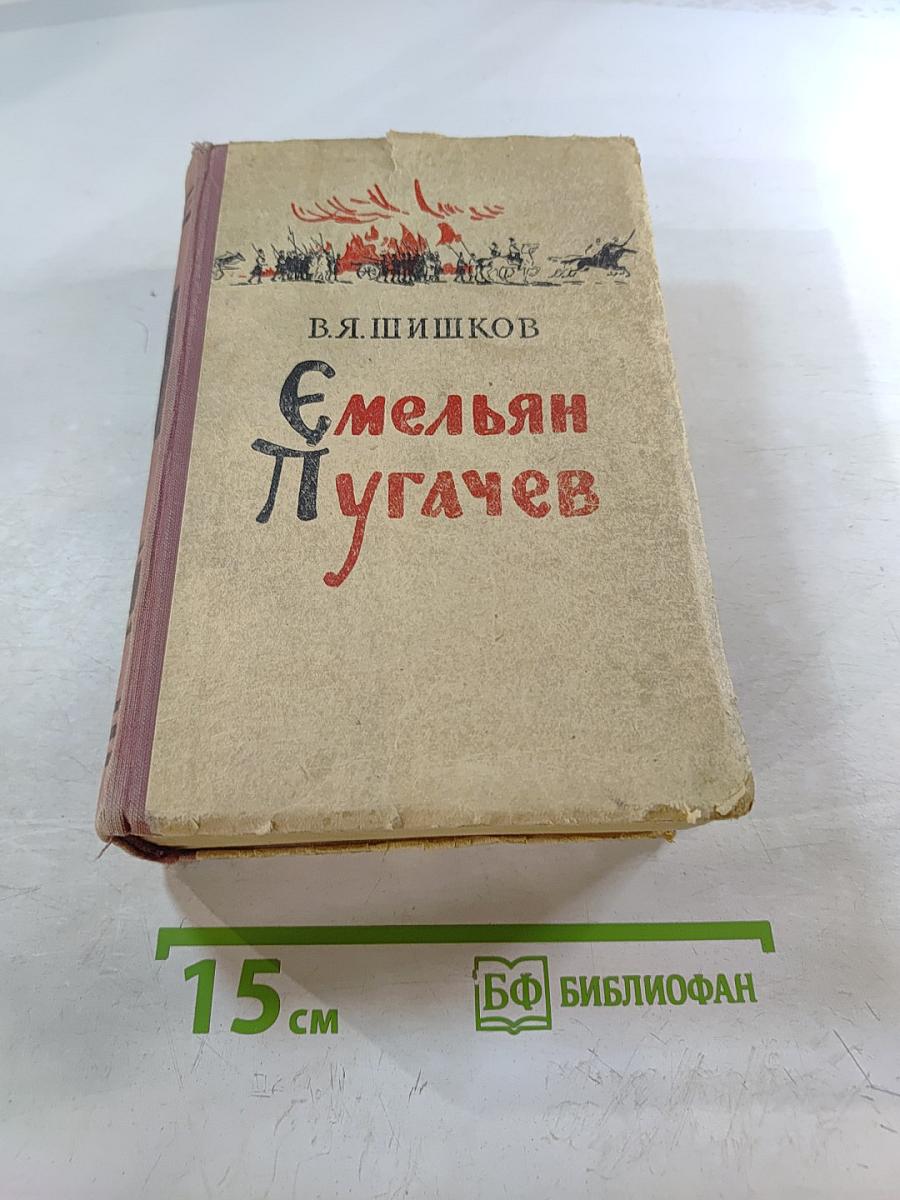 В.Я.ШИШКОВ
Емельян
Пугачев
15 см
БФ БИБЛИОФАН